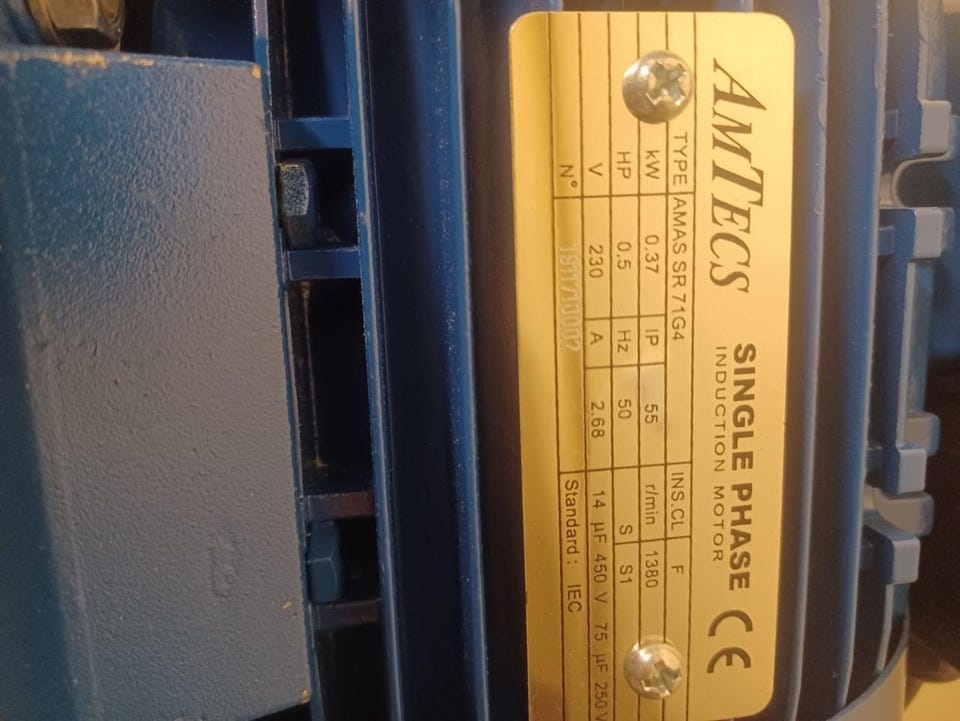 AMTECS SINGLE PHASE CE
INDUCTION MOTOR
TYPE AMAS SR 71G4 INS.CL F
kW 0.37 IP 55 r/min 1380
HP 0.5 Hz 50 S S1
V 230 A 2.68 14 µF 450 V 75 µF 250 V
N° Standard: IEC